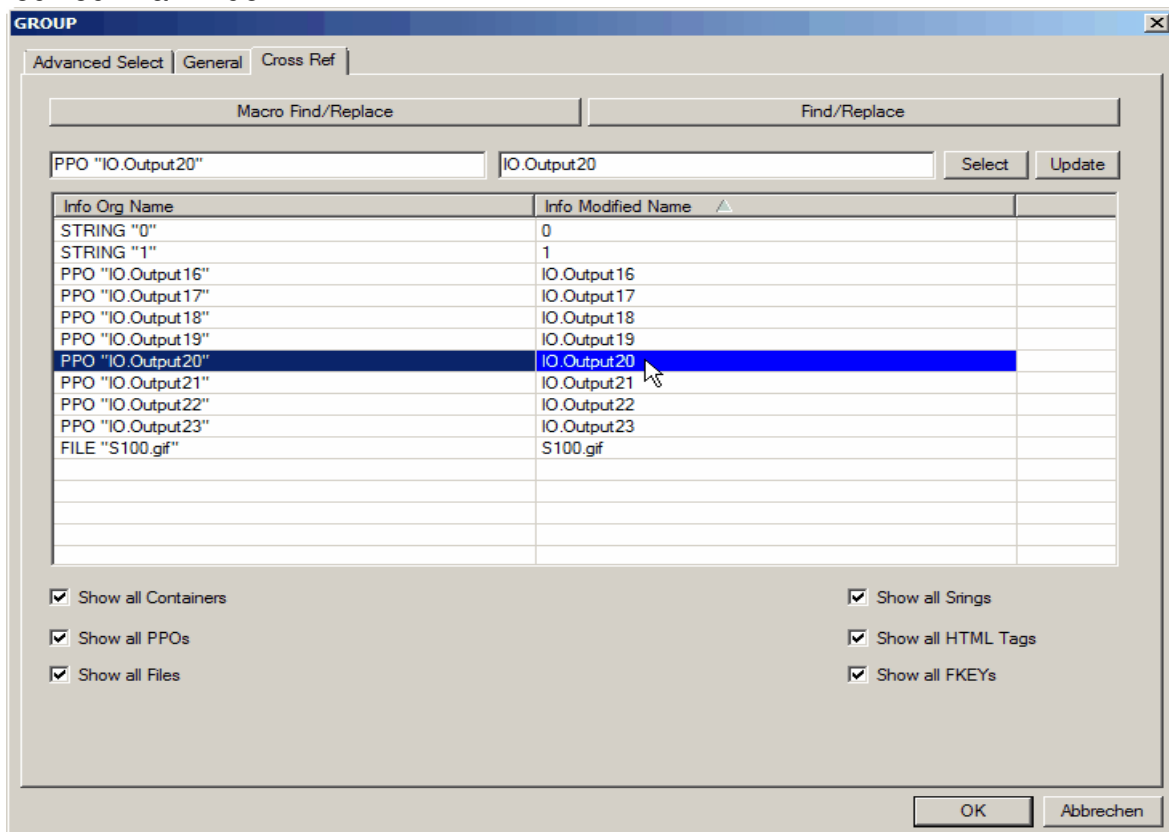 GROUP
Advanced Select General Cross Ref
Macro Find/Replace Find/Replace
PPO "IO.Output20" IO.Output20 Select Update
Info Org Name Info Modified Name
STRING "0" 0
STRING "1" 1
PPO "IO.Output16" IO.Output16
PPO "IO.Output17" IO.Output17
PPO "IO.Output18" IO.Output18
PPO "IO.Output19" IO.Output19
PPO "IO.Output20" IO.Output20
PPO "IO.Output21" IO.Output21
PPO "IO.Output22" IO.Output22
PPO "IO.Output23" IO.Output23
FILE "S100.gif" S100.gif
Show all Containers Show all Srings
Show all PPOs Show all HTML Tags
Show all Files Show all FKEYs
OK Abbrechen